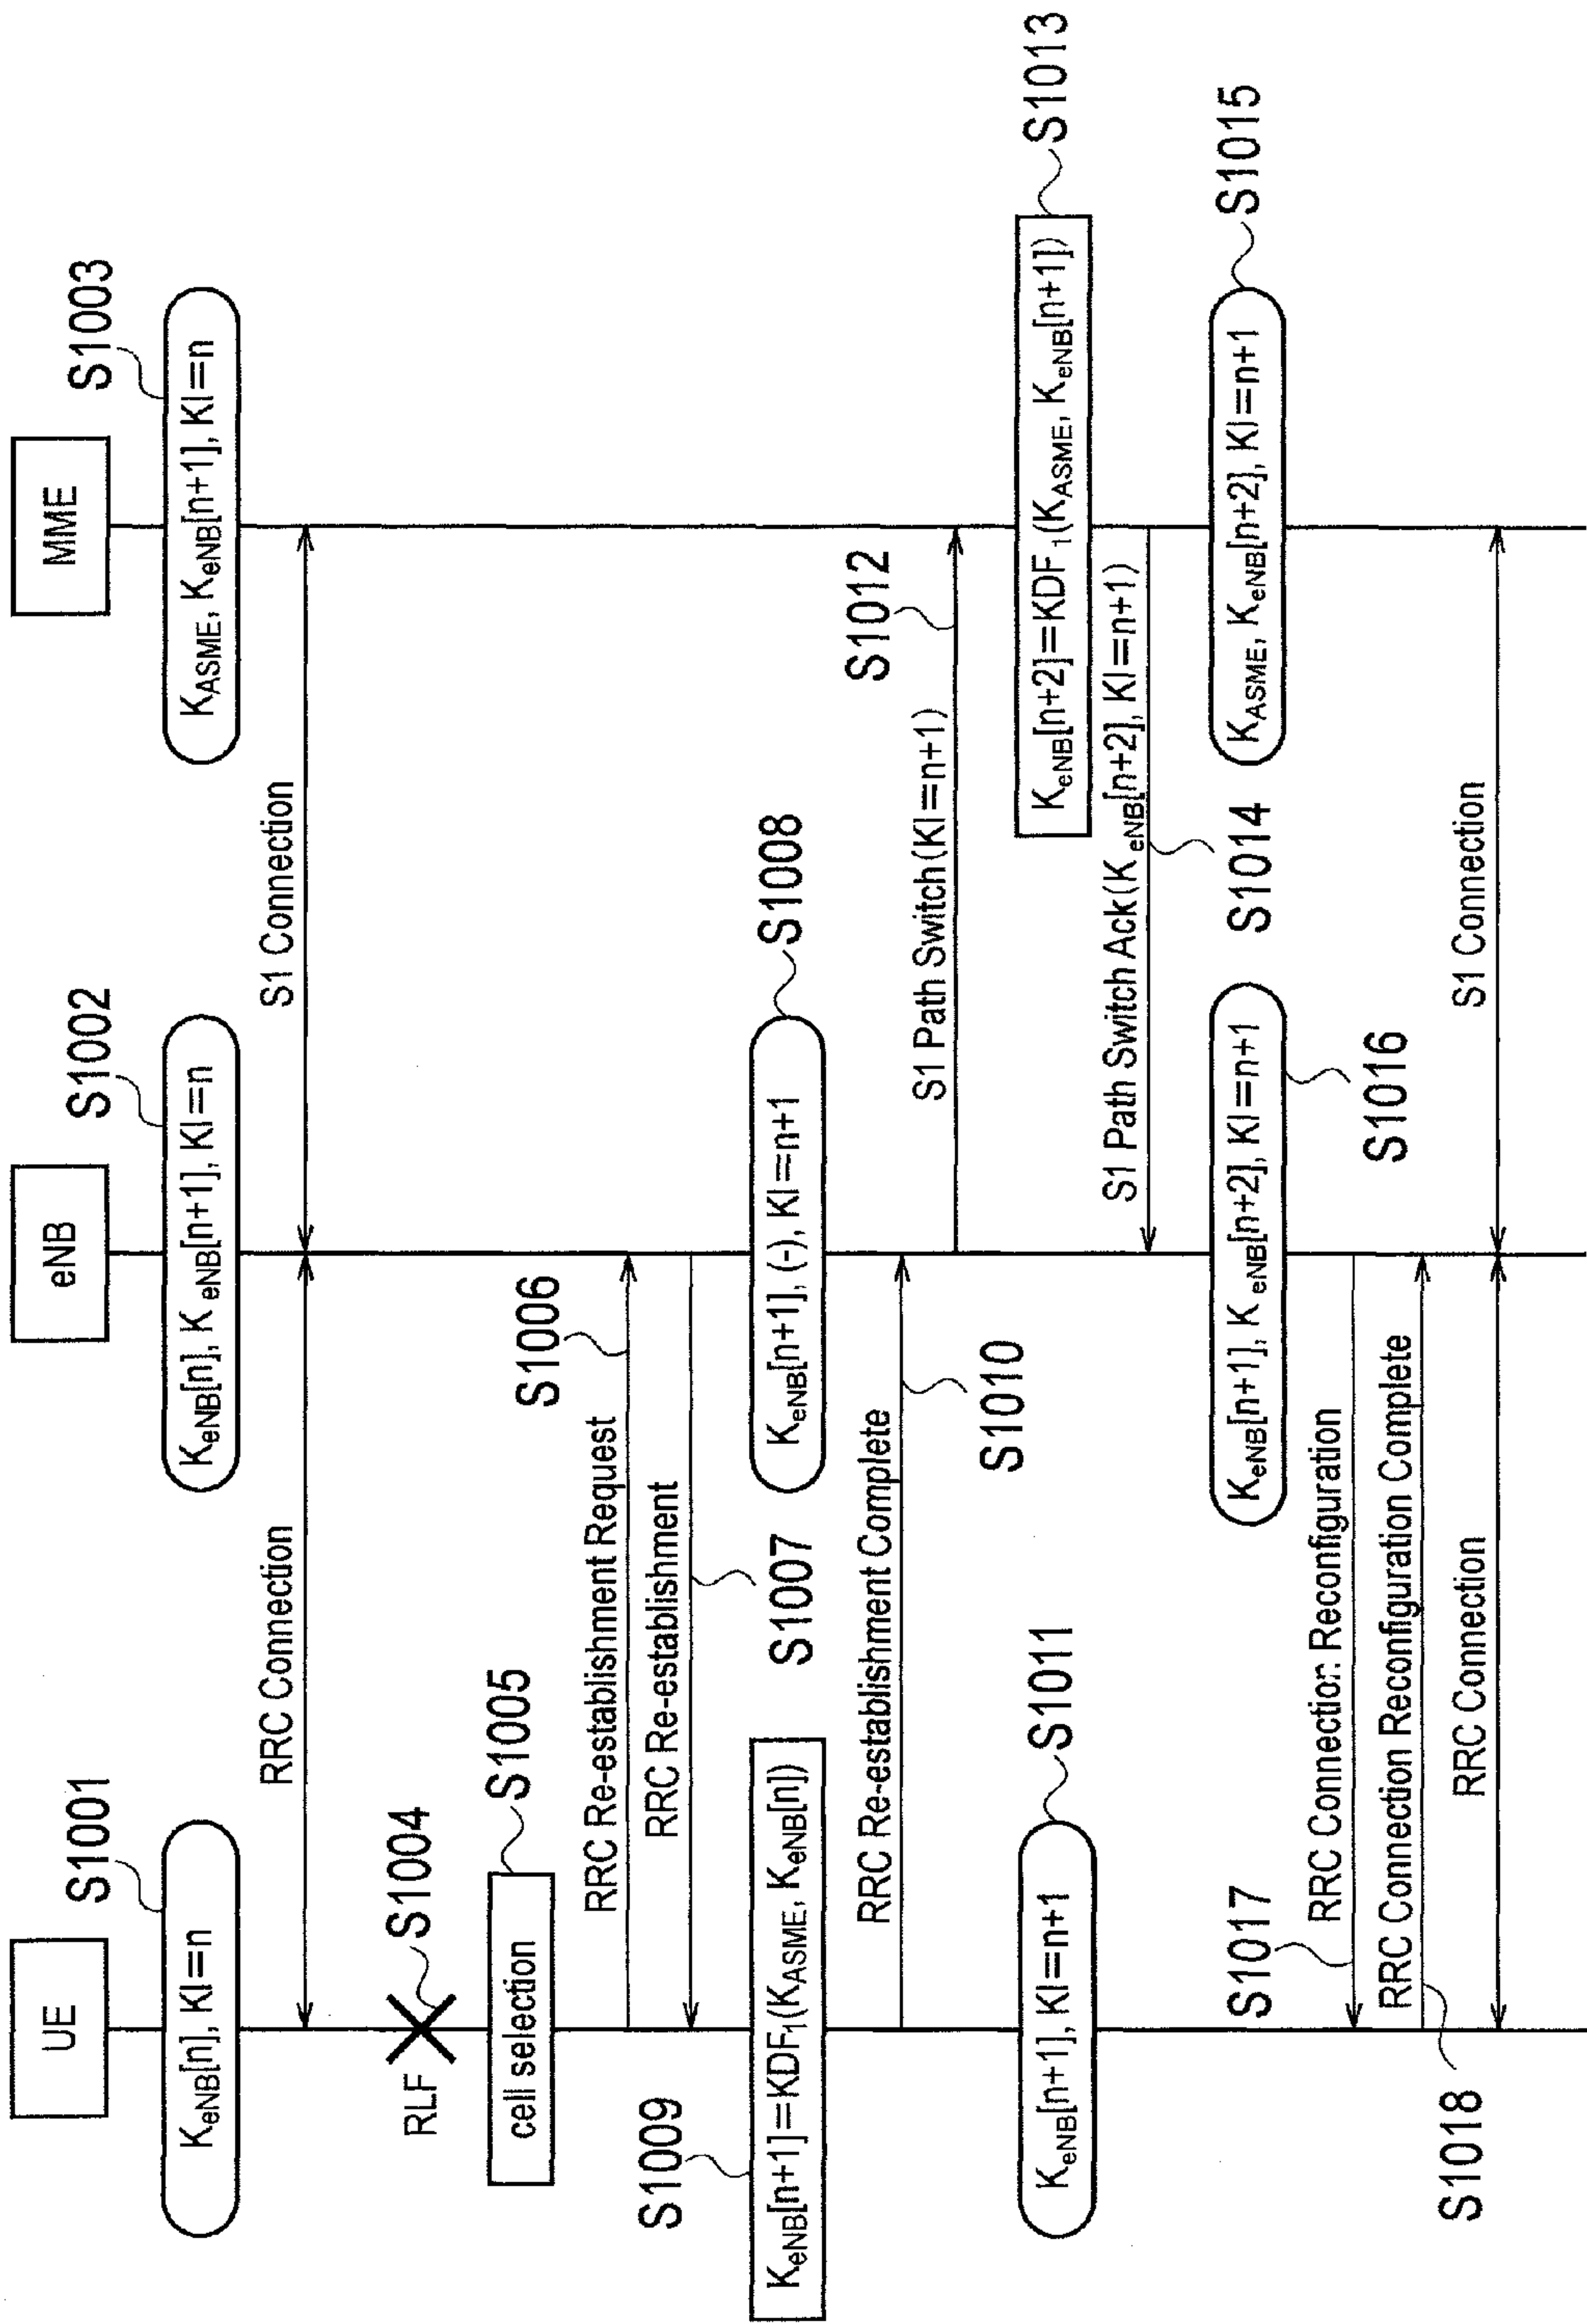 UE
eNB
MME
S1001
S1002
S1003
KeNB[n], KI=n
KeNB[n], KeNB[n+1], KI=n
KASME, KeNB[n+1], KI=n
RRC Connection
S1 Connection
RLF
S1004
cell selection
S1005
RRC Re-establishment Request
S1006
RRC Re-establishment
S1007
S1008
KeNB[n+1], (-), KI=n+1
S1009
KeNB[n+1]=KDF1(KASME, KeNB[n])
RRC Re-establishment Complete
S1010
S1011
KeNB[n+1], KI=n+1
S1 Path Switch(KI=n+1)
S1012
S1013
KeNB[n+2]=KDF1(KASME, KeNB[n+1])
S1 Path Switch Ack(KeNB[n+2], KI=n+1)
S1014
S1015
KASME, KeNB[n+2], KI=n+1
KeNB[n+1], KeNB[n+2], KI=n+1
S1016
S1017
RRC Connection Reconfiguration
RRC Connection Reconfiguration Complete
S1018
RRC Connection
S1 Connection